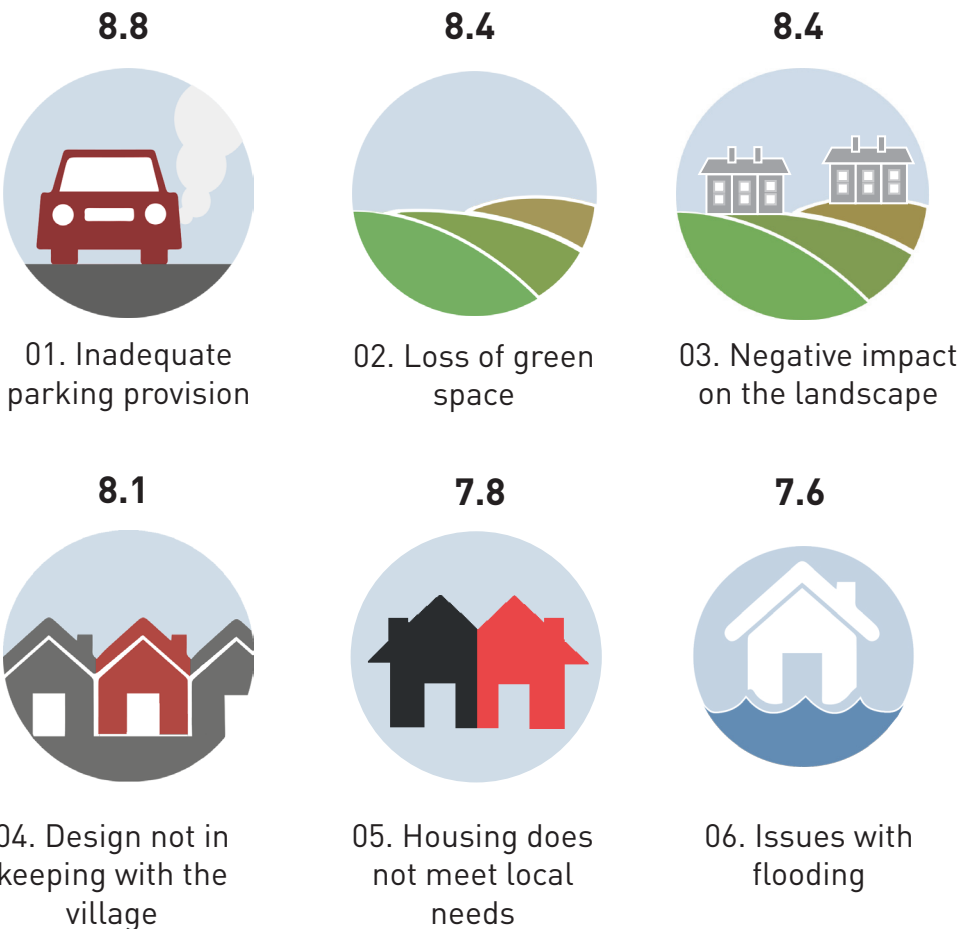 8.8
8.4
8.4
01. Inadequate
parking provision
02. Loss of green
space
03. Negative impact
on the landscape
8.1
7.8
7.6
04. Design not in
keeping with the
village
05. Housing does
not meet local
needs
06. Issues with
flooding